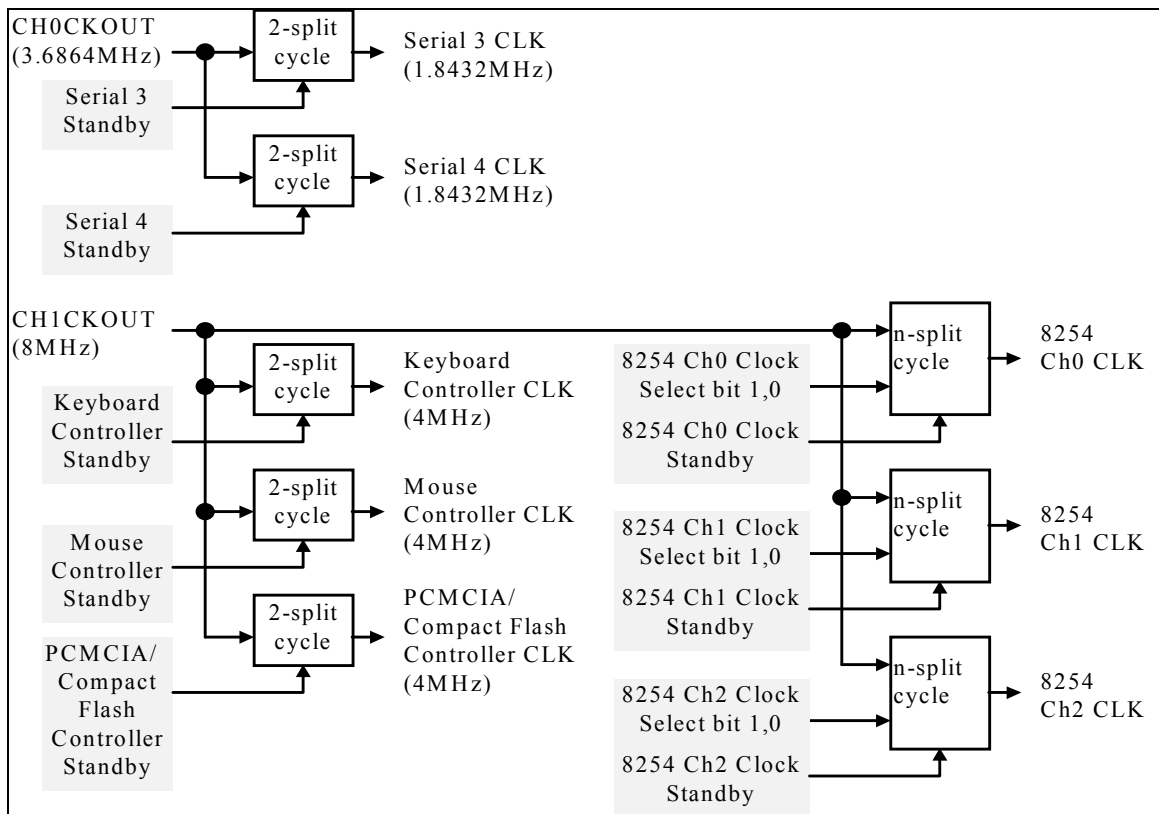 CH0CKOUT
(3.6864MHz)
2-split
cycle
Serial 3 CLK
(1.8432MHz)
Serial 3
Standby
2-split
cycle
Serial 4 CLK
(1.8432MHz)
Serial 4
Standby
CH1CKOUT
(8MHz)
2-split
cycle
Keyboard
Controller CLK
(4MHz)
Keyboard
Controller
Standby
2-split
cycle
Mouse
Controller CLK
(4MHz)
Mouse
Controller
Standby
2-split
cycle
PCMCIA/
Compact Flash
Controller CLK
(4MHz)
PCMCIA/
Compact
Flash
Controller
Standby
8254 Ch0 Clock
Select bit 1,0
8254 Ch0 Clock
Standby
n-split
cycle
8254
Ch0 CLK
8254 Ch1 Clock
Select bit 1,0
8254 Ch1 Clock
Standby
n-split
cycle
8254
Ch1 CLK
8254 Ch2 Clock
Select bit 1,0
8254 Ch2 Clock
Standby
n-split
cycle
8254
Ch2 CLK